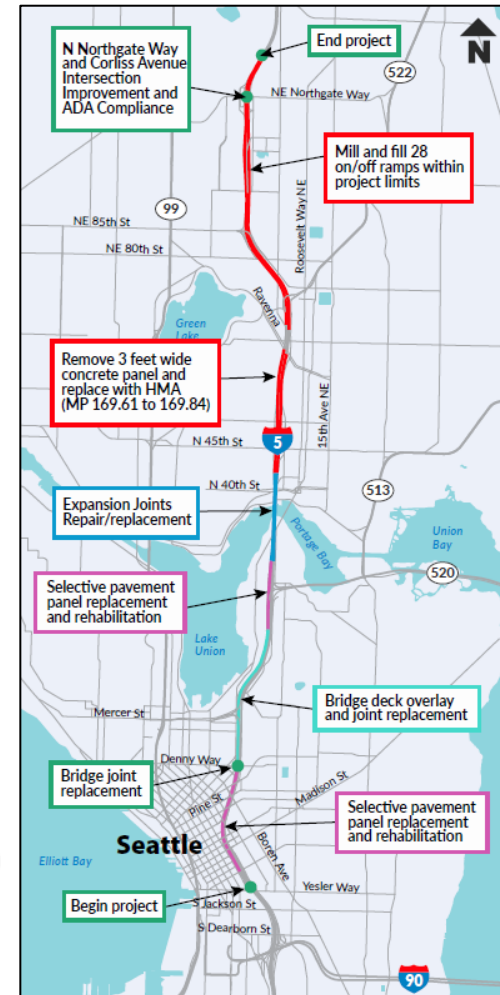 End project
N Northgate Way
and Corliss Avenue
Intersection
Improvement and
ADA Compliance
N
522
NE Northgate Way
Mill and fill 28
on/off ramps within
project limits
99
Roosevelt Way NE
NE 85th St
NE 80th St
Ravenna
Green
Lake
Remove 3 feet wide
concrete panel and
replace with HMA
(MP 169.61 to 169.84)
15th Ave NE
N 45th St
5
N 40th St
513
Expansion Joints
Repair/replacement
Portage Bay
Union
Bay
520
Selective pavement
panel replacement
and rehabilitation
Lake
Union
Bridge deck overlay
and joint replacement
Mercer St
Denny Way
Bridge joint
replacement
Pine St
Madison St
Selective pavement
panel replacement
and rehabilitation
Seattle
Boren Ave
Elliott Bay
Begin project
Yesler Way
S Jackson St
S Dearborn St
90